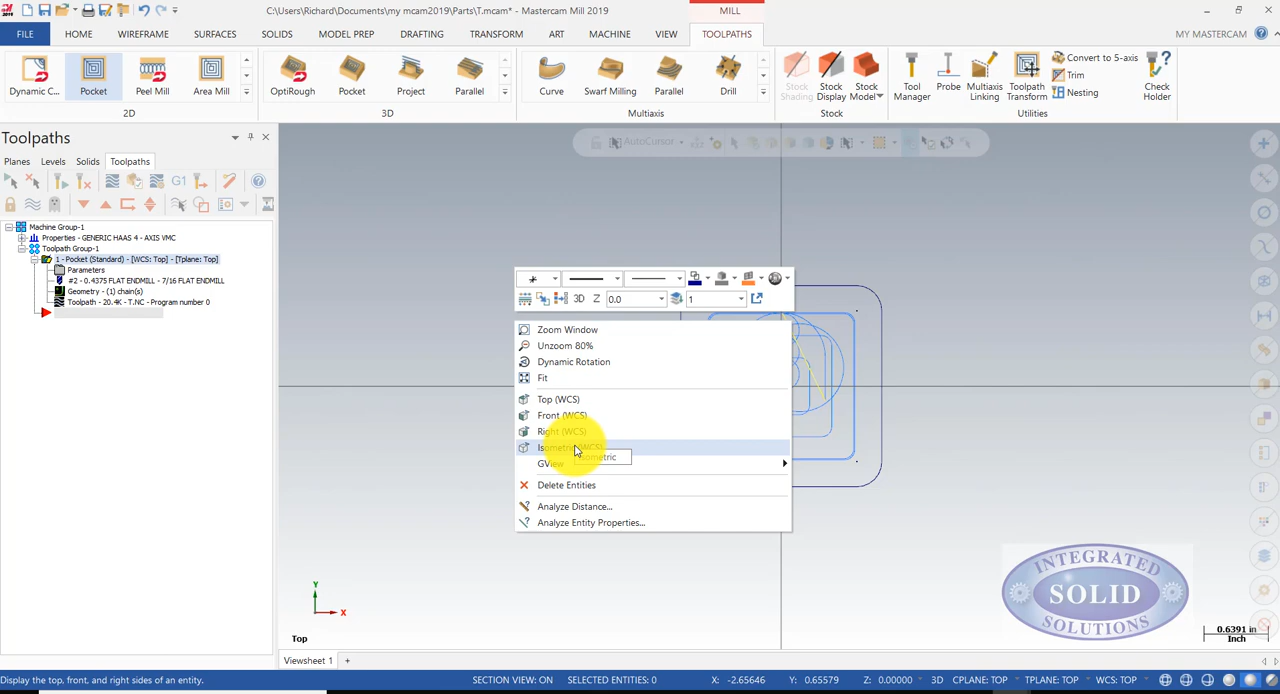 C:\Users\Richard\Documents\my mcam2019\Parts\T.mcam* - Mastercam Mill 2019
MILL
FILE HOME WIREFRAME SURFACES SOLIDS MODEL PREP DRAFTING TRANSFORM ART MACHINE VIEW TOOLPATHS MY MASTERCAM
Dynamic C... Pocket Peel Mill Area Mill
OptiRough Pocket Project Parallel
Curve Swarf Milling Parallel Drill
Stock Shading Stock Display Stock Model
Tool Manager Probe Multiaxis Linking Toolpath Transform
Convert to 5-axis
Trim
Nesting
Check Holder
2D 3D Multiaxis Stock Utilities
Toolpaths
Planes Levels Solids Toolpaths
AutoCursor
G1
Machine Group-1
Properties - GENERIC HAAS 4 - AXIS VMC
Toolpath Group-1
1 - Pocket (Standard) - [WCS: Top] - [Tplane: Top]
Parameters
#2 - 0.4375 FLAT ENDMILL - 7/16 FLAT ENDMILL
Geometry - (1) chain(s)
Toolpath - 20.4K - T.NC - Program number 0
3D Z 0.0 1
Zoom Window
Unzoom 80%
Dynamic Rotation
Fit
Top (WCS)
Front (WCS)
Right (WCS)
Isometric (WCS)
GView
Delete Entities
Analyze Distance...
Analyze Entity Properties...
INTEGRATED
SOLID
SOLUTIONS
Y
X
Top
0.6391 in
Inch
Viewsheet 1 +
Display the top, front, and right sides of an entity. SECTION VIEW: ON SELECTED ENTITIES: 0 X: -2.65646 Y: 0.65579 Z: 0.00000 3D CPLANE: TOP TPLANE: TOP WCS: TOP